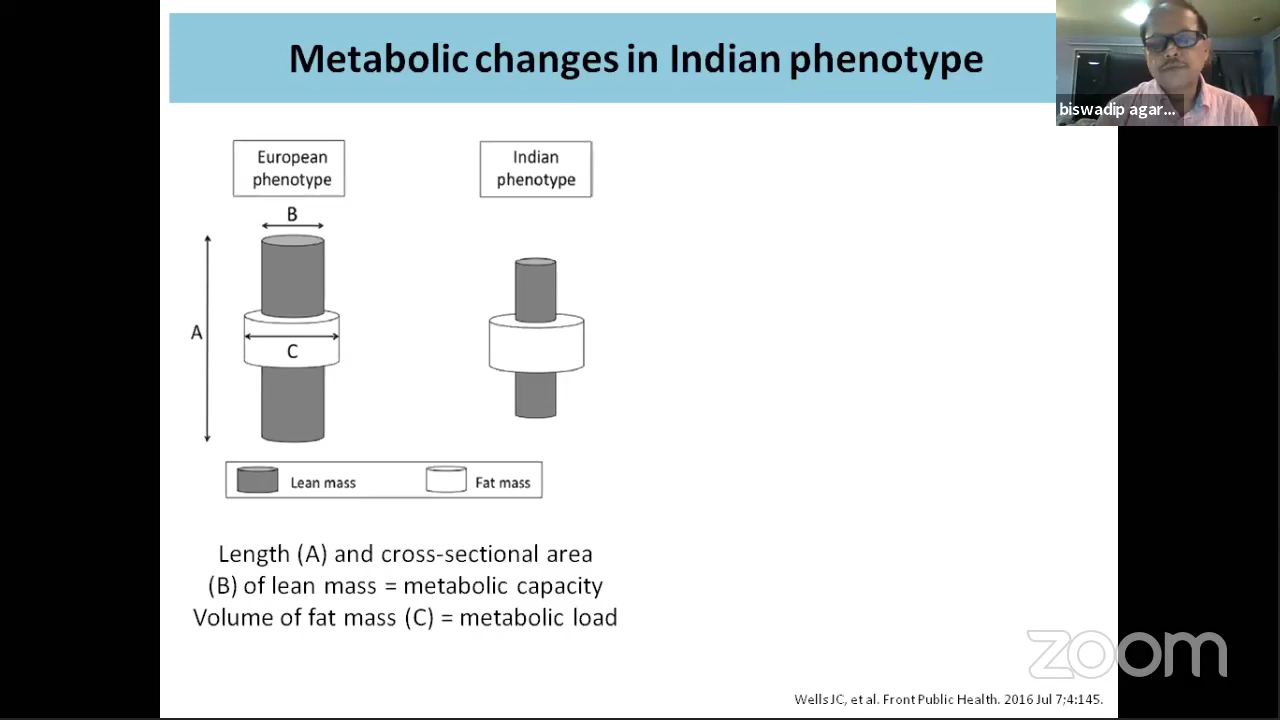 Metabolic changes in Indian phenotype
biswadip agar...
European
phenotype
Indian
phenotype
B
A
C
Lean mass
Fat mass
Length (A) and cross-sectional area
(B) of lean mass = metabolic capacity
Volume of fat mass (C) = metabolic load
zoom
Wells JC, et al. Front Public Health. 2016 Jul 7;4:145.